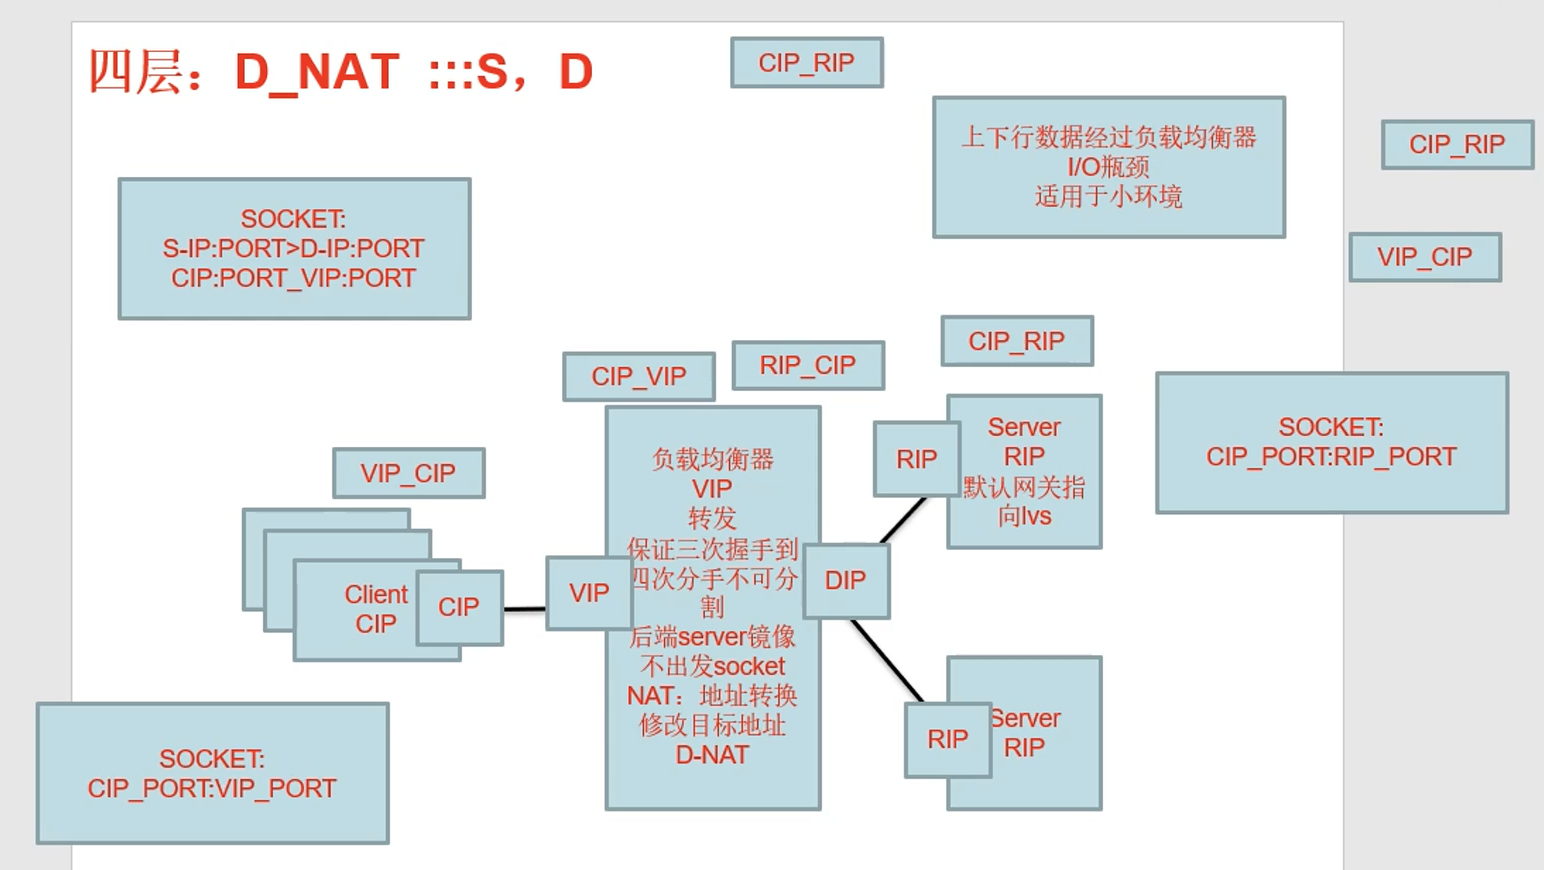 四层：D_NAT :::S，D
CIP_RIP
上下行数据经过负载均衡器
I/O瓶颈
适用于小环境
CIP_RIP
SOCKET:
S-IP:PORT>D-IP:PORT
CIP:PORT_VIP:PORT
VIP_CIP
CIP_VIP
RIP_CIP
CIP_RIP
SOCKET:
CIP_PORT:RIP_PORT
VIP_CIP
Client
CIP
CIP
VIP
负载均衡器
VIP
转发
保证三次握手到
四次分手不可分
割
后端server镜像
不出发socket
NAT：地址转换
修改目标地址
D-NAT
DIP
RIP
Server
RIP
默认网关指
向lvs
RIP
Server
RIP
SOCKET:
CIP_PORT:VIP_PORT